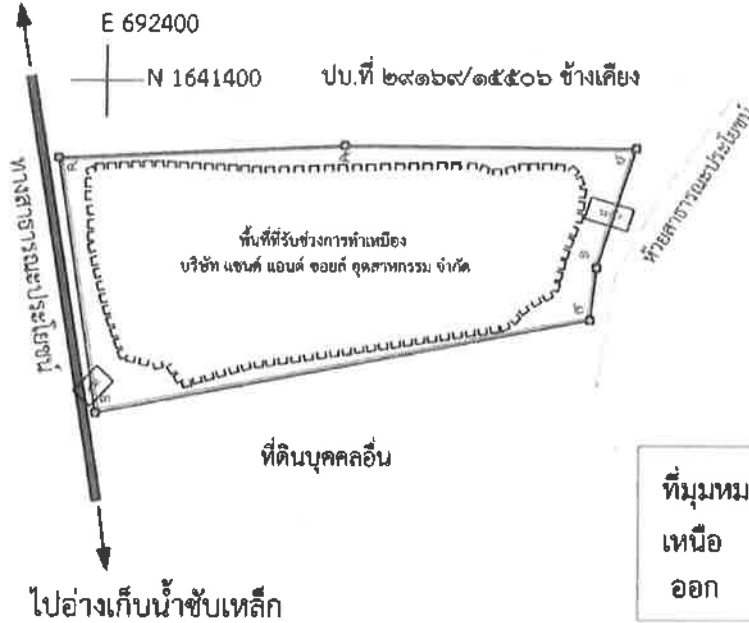 E 692400
N 1641400
ปบ.ที่ ๒๙๑๖๙/๑๕๕๐๖ ข้างเคียง
ห้วยสาธารณะประโยชน์
ทางสาธารณะประโยชน์
พื้นที่ที่รับช่วงการทำเหมือง
บริษัท แซนด์ แอนด์ ซอยล์ อุตสาหกรรม จำกัด
ที่ดินบุคคลอื่น
ที่มุมหม
เหนือ
ออก
ไปอ่างเก็บน้ำซับเหล็ก